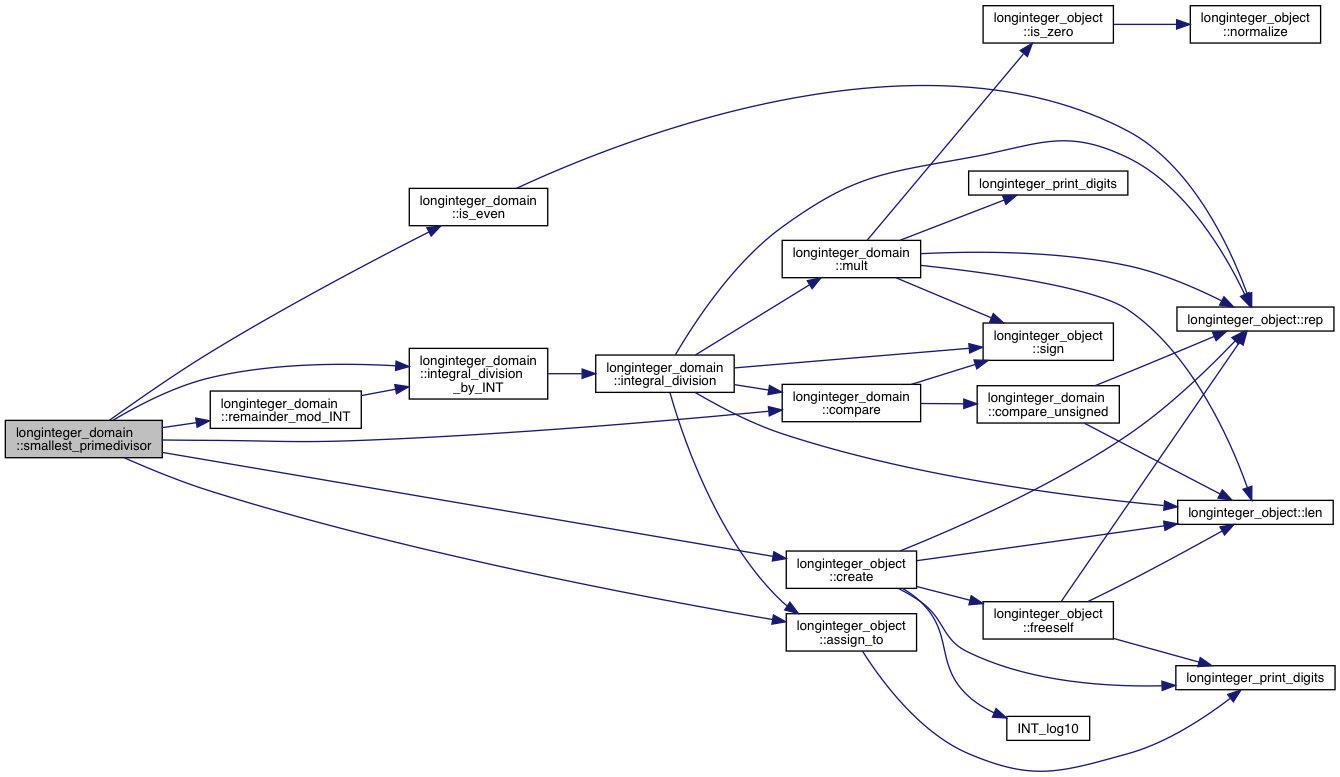 longinteger_object
::is_zero
longinteger_object
::normalize
longinteger_print_digits
longinteger_domain
::is_even
longinteger_domain
::mult
longinteger_object::rep
longinteger_object
::sign
longinteger_domain
::integral_division
_by_INT
longinteger_domain
::integral_division
longinteger_domain
::compare
longinteger_domain
::compare_unsigned
longinteger_domain
::remainder_mod_INT
longinteger_domain
::smallest_primedivisor
longinteger_object::len
longinteger_object
::create
longinteger_object
::freeself
longinteger_object
::assign_to
longinteger_print_digits
INT_log10